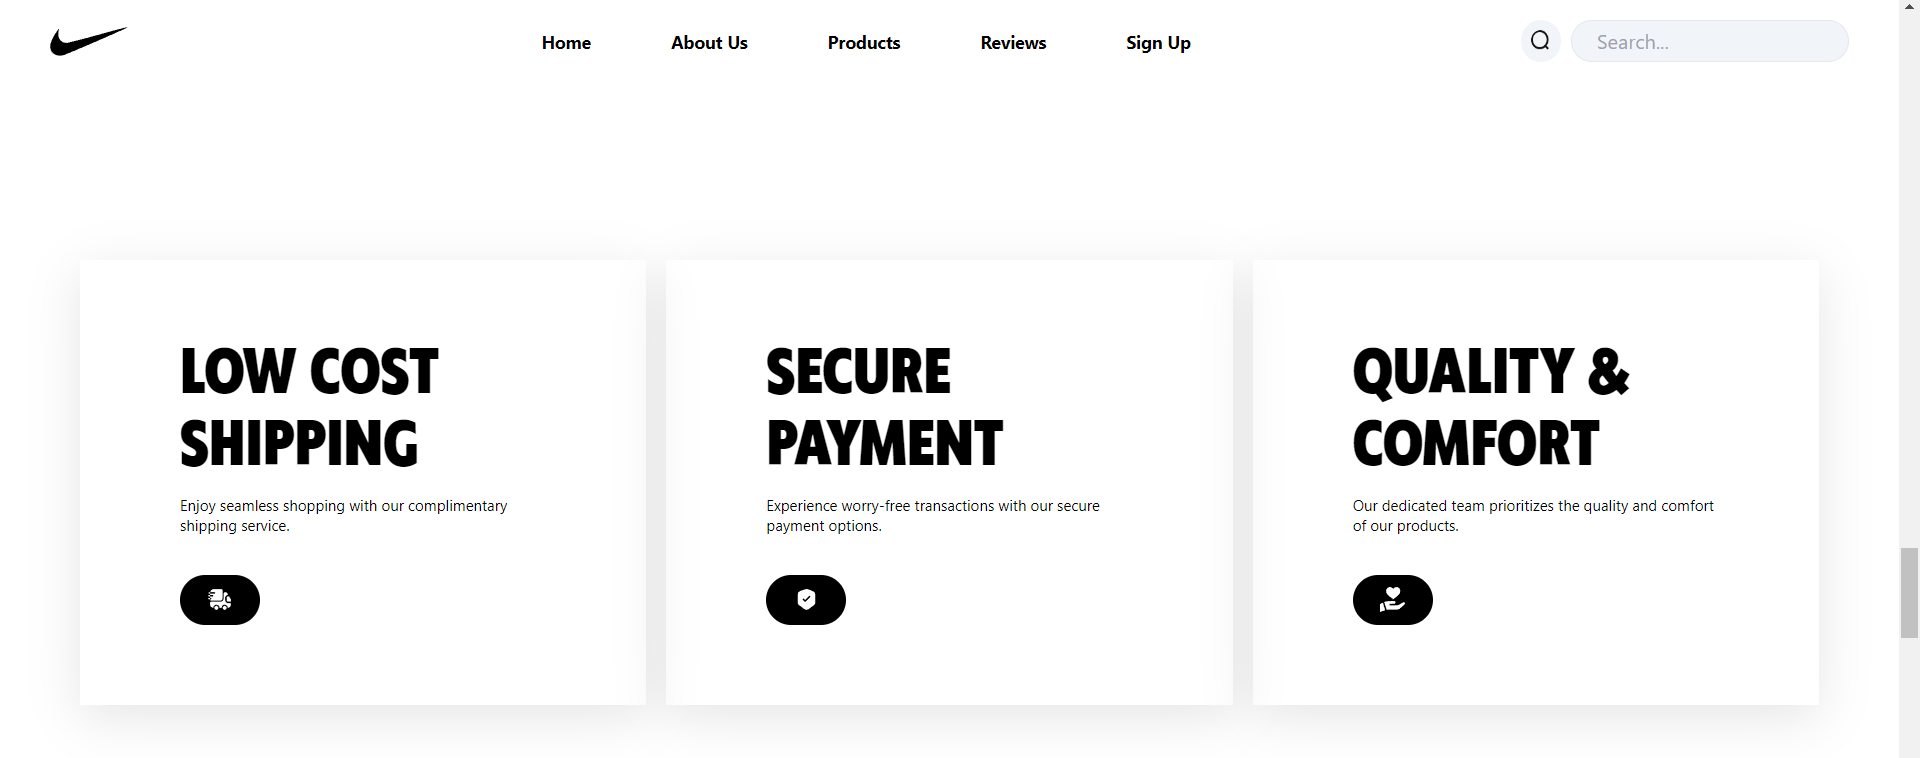 Home About Us Products Reviews Sign Up Search...
LOW COST
SHIPPING
Enjoy seamless shopping with our complimentary
shipping service.
SECURE
PAYMENT
Experience worry-free transactions with our secure
payment options.
QUALITY &
COMFORT
Our dedicated team prioritizes the quality and comfort
of our products.